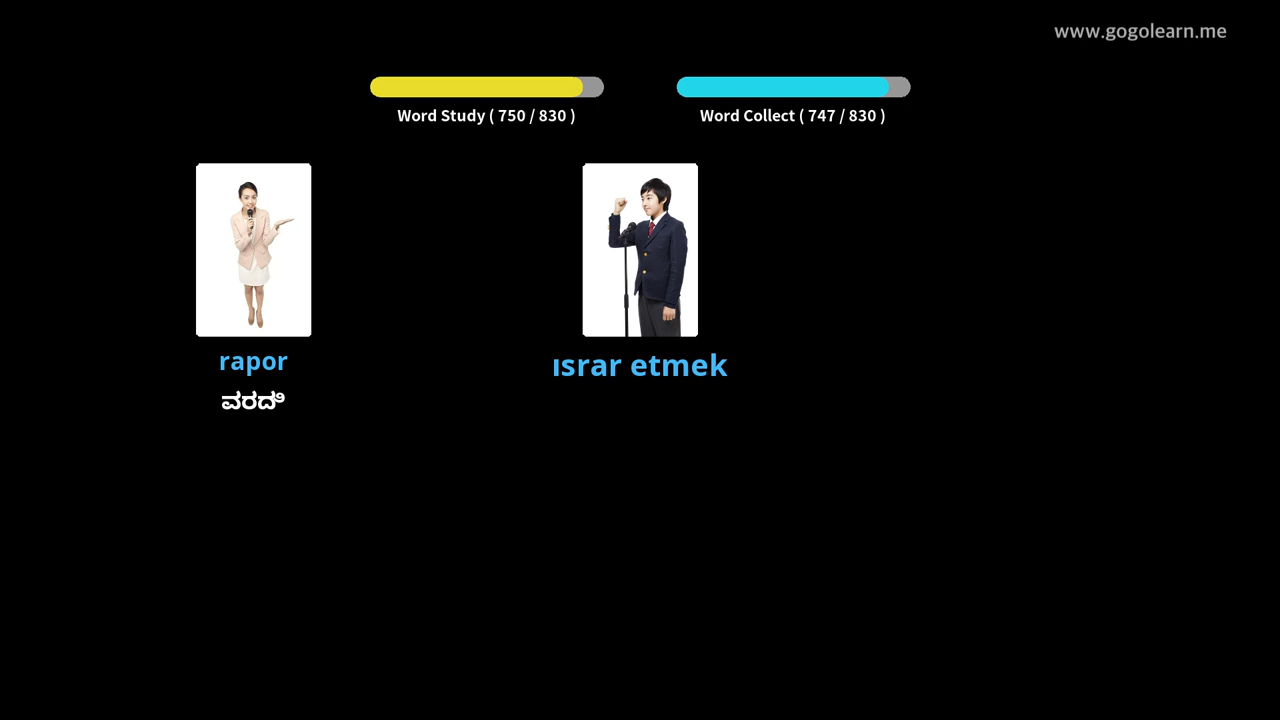 www.gogolearn.me
Word Study ( 750 / 830 )
Word Collect ( 747 / 830 )
rapor
ısrar etmek
ವರದಿ